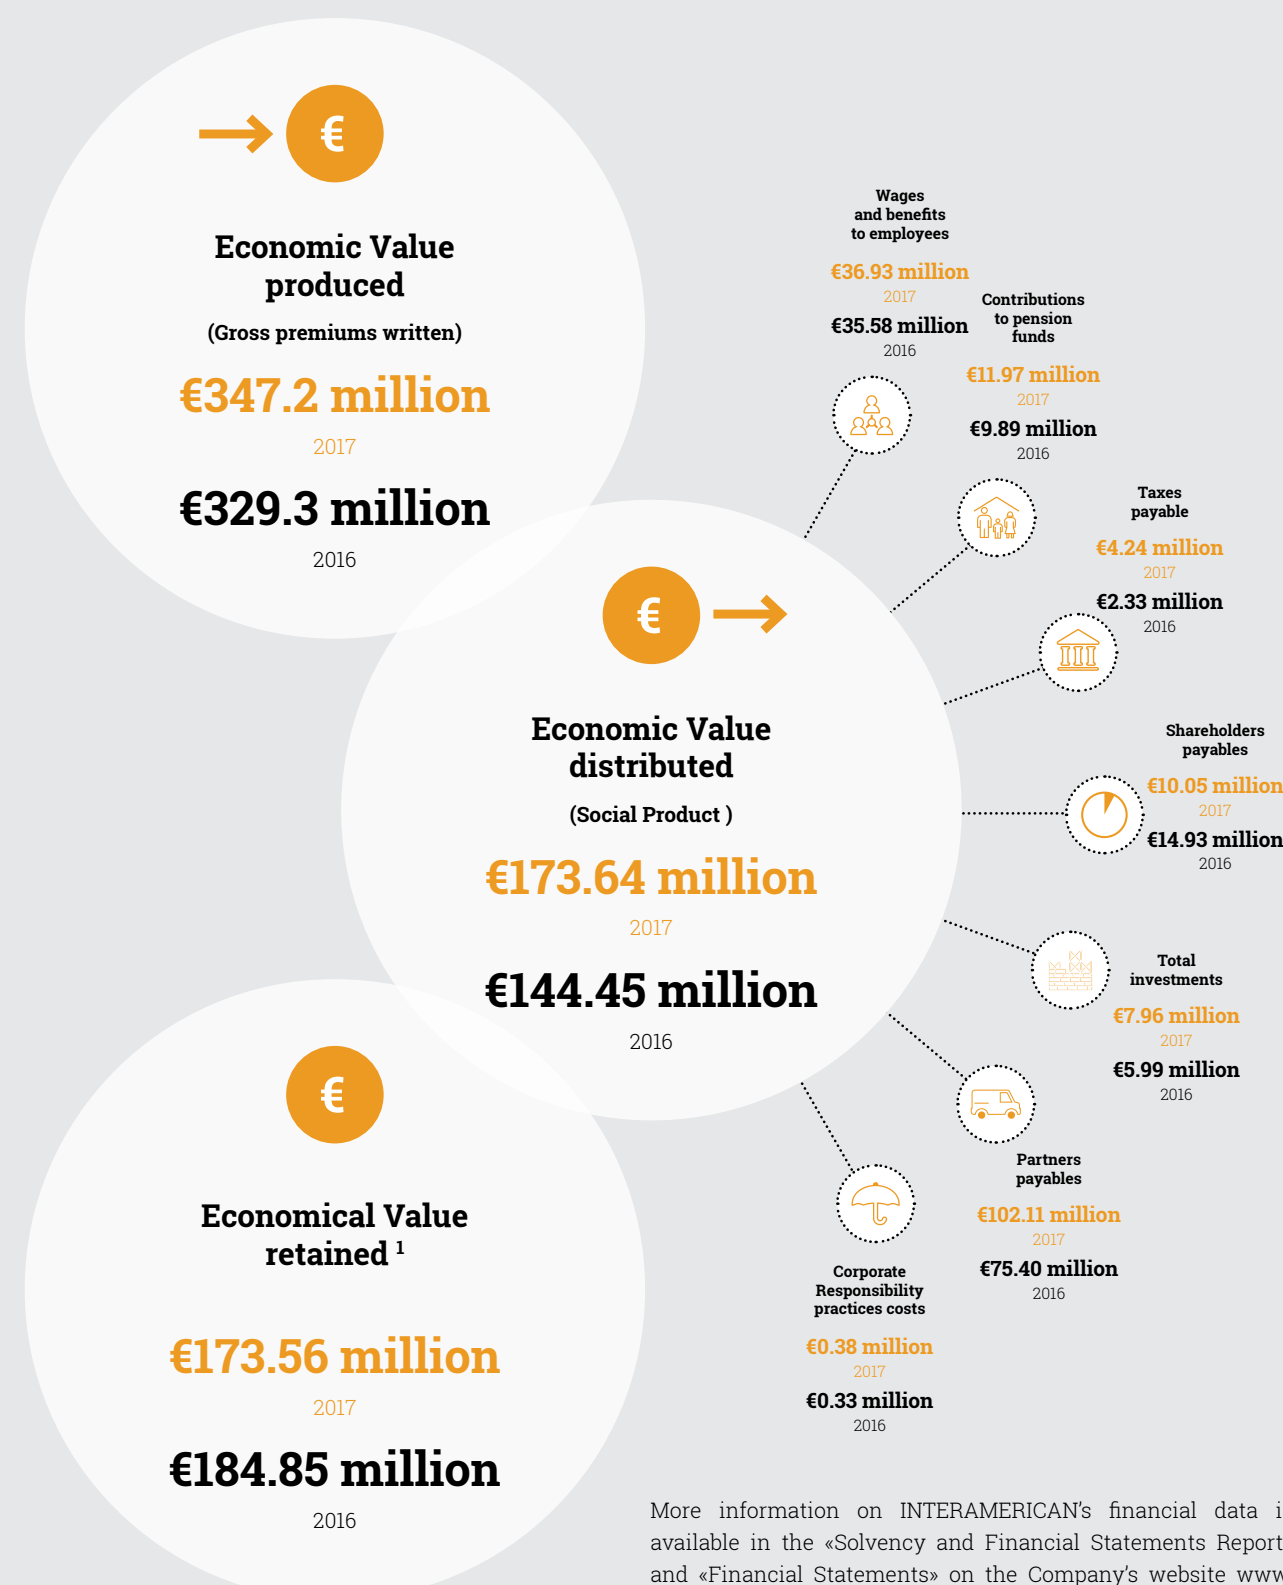 €
Economic Value
produced
(Gross premiums written)
€347.2 million
2017
€329.3 million
2016
€
Economic Value
distributed
(Social Product )
€173.64 million
2017
€144.45 million
2016
€
Economical Value
retained 1
€173.56 million
2017
€184.85 million
2016
Wages
and benefits
to employees
€36.93 million
2017
€35.58 million
2016
Contributions
to pension
funds
€11.97 million
2017
€9.89 million
2016
Taxes
payable
€4.24 million
2017
€2.33 million
2016
Shareholders
payables
€10.05 million
2017
€14.93 million
2016
Total
investments
€7.96 million
2017
€5.99 million
2016
Partners
payables
€102.11 million
2017
€75.40 million
2016
Corporate
Responsibility
practices costs
€0.38 million
2017
€0.33 million
2016
More information on INTERAMERICAN’s financial data i
available in the «Solvency and Financial Statements Report
and «Financial Statements» on the Company’s website www